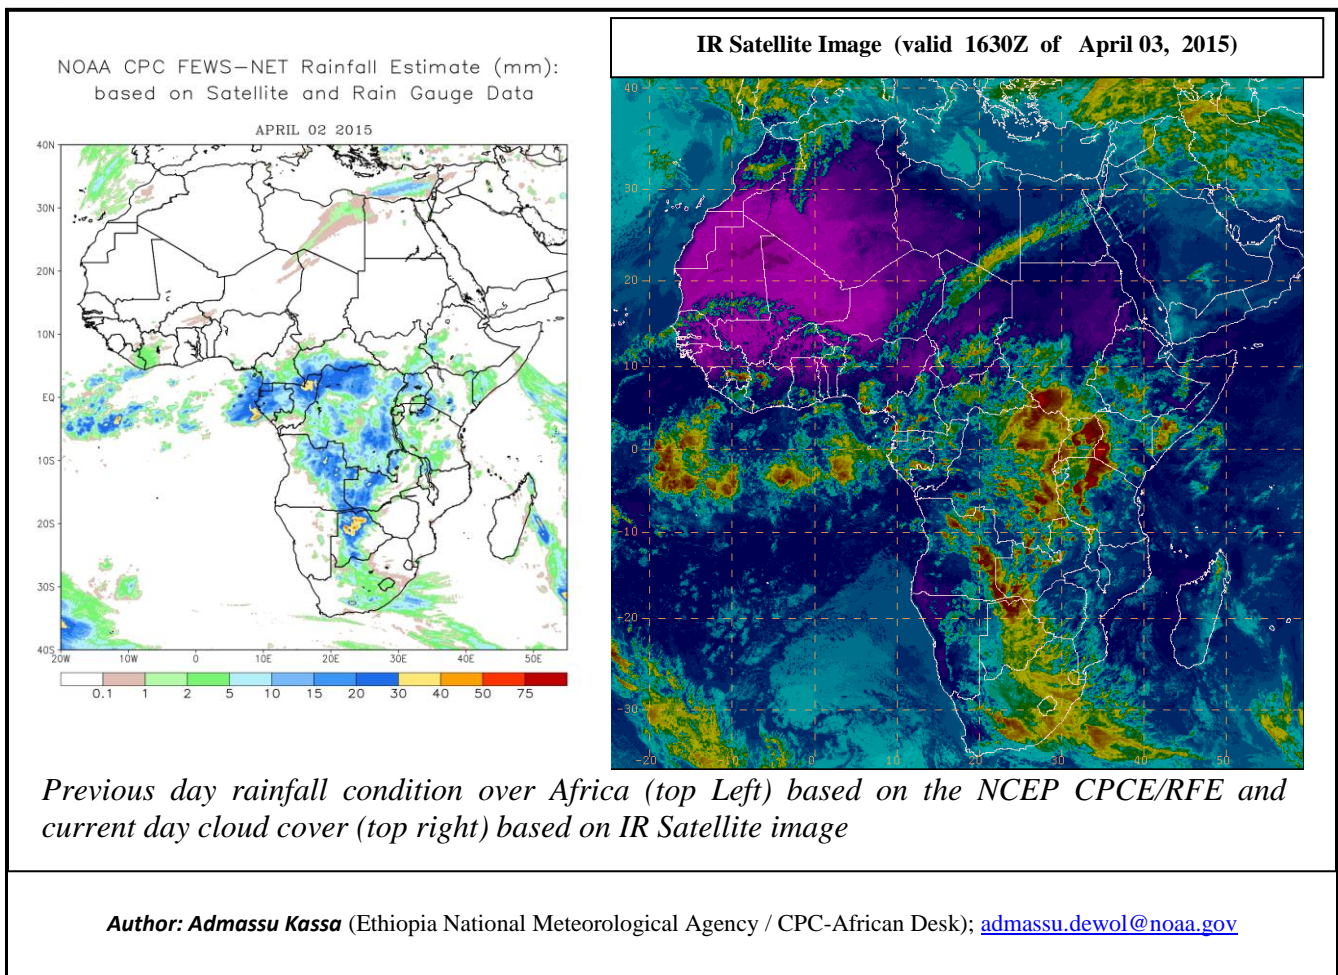 NOAA CPC FEWS-NET Rainfall Estimate (mm):
based on Satellite and Rain Gauge Data
APRIL 02 2015
40N
30N
20N
10N
EQ
10S
20S
30S
40S
20W 10W 0 10E 20E 30E 40E 50E
0.1 1 2 5 10 15 20 30 40 50 75
IR Satellite Image (valid 1630Z of April 03, 2015)
40
30
20
10
0
-10
-20
-30
-20 -10 0 10 20 30 40 50
Previous day rainfall condition over Africa (top Left) based on the NCEP CPCE/RFE and
current day cloud cover (top right) based on IR Satellite image
Author: Admassu Kassa (Ethiopia National Meteorological Agency / CPC-African Desk); admassu.dewol@noaa.gov